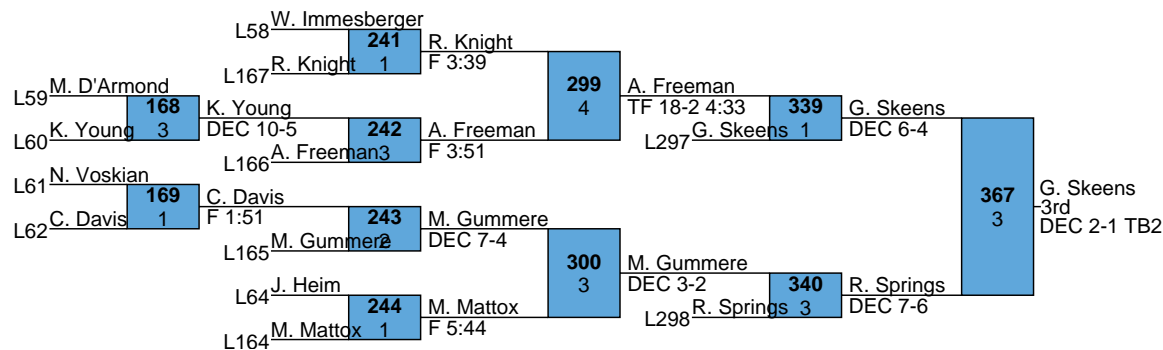 L58 W. Immesberger
241
1
L167 R. Knight
R. Knight
F 3:39
L59 M. D'Armond
168
3
L60 K. Young
K. Young
DEC 10-5
242
3
L166 A. Freeman
A. Freeman
F 3:51
299
4
A. Freeman
TF 18-2 4:33
L61 N. Voskian
169
1
L62 C. Davis
C. Davis
F 1:51
243
2
L165 M. Gummere
M. Gummere
DEC 7-4
L64 J. Heim
244
1
L164 M. Mattox
M. Mattox
F 5:44
300
3
M. Gummere
DEC 3-2
339
1
L297 G. Skeens
G. Skeens
DEC 6-4
340
3
L298 R. Springs
R. Springs
DEC 7-6
367
3
G. Skeens
3rd
DEC 2-1 TB2